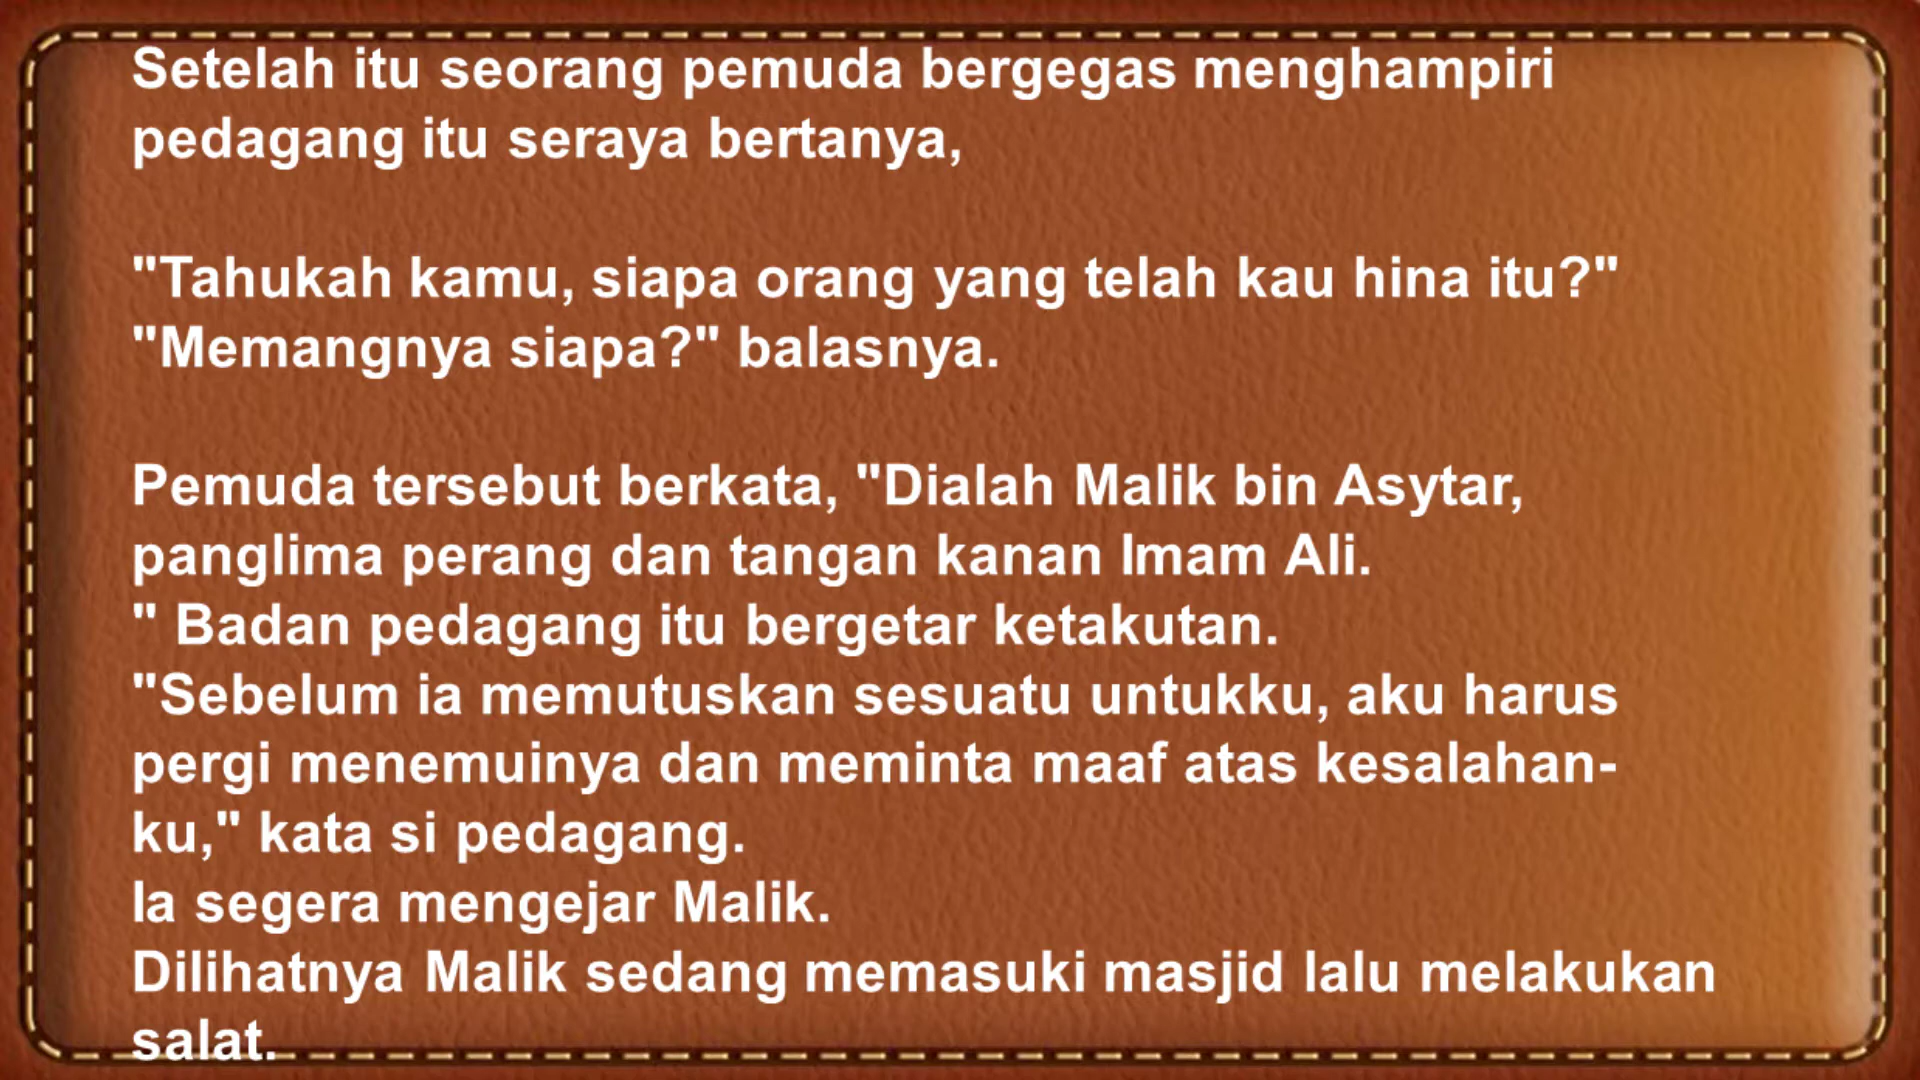 Setelah itu seorang pemuda bergegas menghampiri
pedagang itu seraya bertanya,
"Tahukah kamu, siapa orang yang telah kau hina itu?"
"Memangnya siapa?" balasnya.
Pemuda tersebut berkata, "Dialah Malik bin Asytar,
panglima perang dan tangan kanan Imam Ali.
" Badan pedagang itu bergetar ketakutan.
"Sebelum ia memutuskan sesuatu untukku, aku harus
pergi menemuinya dan meminta maaf atas kesalahan-
ku," kata si pedagang.
Ia segera mengejar Malik.
Dilihatnya Malik sedang memasuki masjid lalu melakukan
salat.